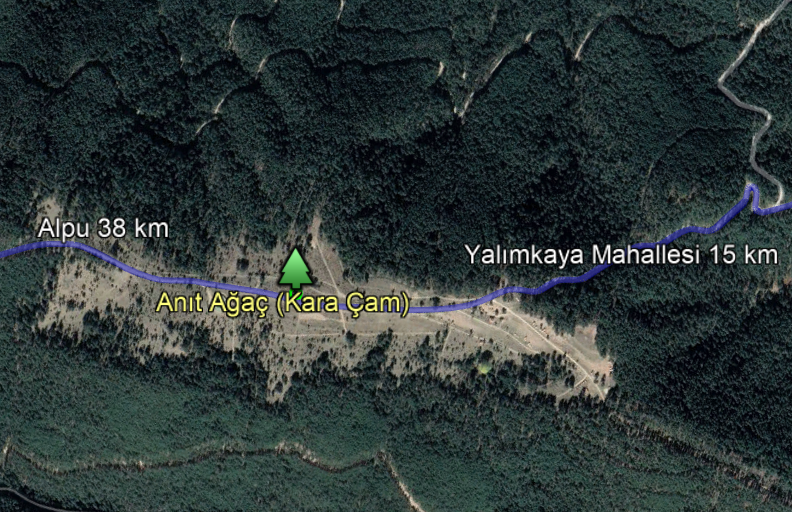 Alpu 38 km
Yalımkaya Mahallesi 15 km
Anıt Ağaç (Kara Çam)